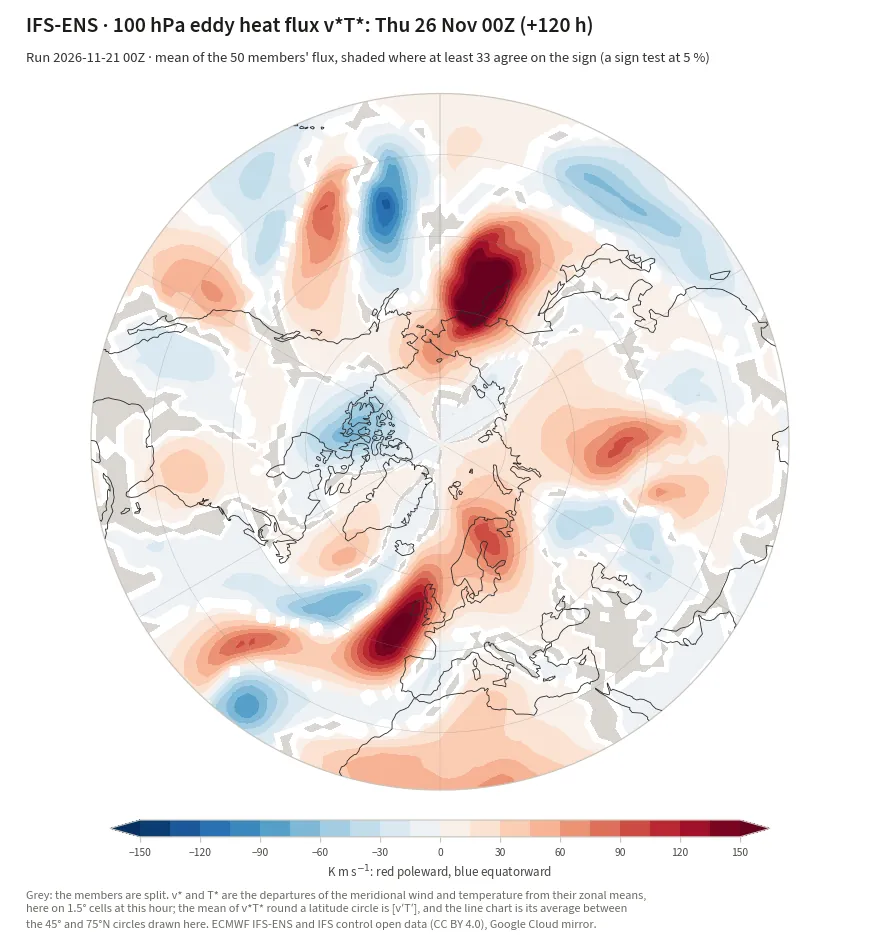 IFS-ENS · 100 hPa eddy heat flux v*T*: Thu 26 Nov 00Z (+120 h)
Run 2026-11-21 00Z · mean of the 50 members' flux, shaded where at least 33 agree on the sign (a sign test at 5 %)
−150 −120 −90 −60 −30 0 30 60 90 120 150
K m s⁻¹: red poleward, blue equatorward
Grey: the members are split. v* and T* are the departures of the meridional wind and temperature from their zonal means,
here on 1.5° cells at this hour; the mean of v*T* round a latitude circle is [v′T′], and the line chart is its average between
the 45° and 75°N circles drawn here. ECMWF IFS-ENS and IFS control open data (CC BY 4.0), Google Cloud mirror.